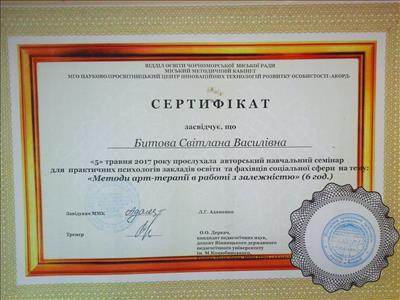 ВІДДІЛ ОСВІТИ ЧОРНОМОРСЬКОЇ МІСЬКОЇ РАДИ
МІСЬКИЙ МЕТОДИЧНИЙ КАБІНЕТ
МГО НАУКОВО-ПРОСВІТНИЦЬКИЙ ЦЕНТР ІННОВАЦІЙНИХ ТЕХНОЛОГІЙ РОЗВИТКУ ОСОБИСТОСТІ «АКОРД»
СЕРТИФІКАТ
засвідчує, що
Битова Світлана Василівна
«5» травня 2017 року прослухала авторський навчальний семінар
для практичних психологів закладів освіти та фахівців соціальної сфери на тему:
«Методи арт-терапії в роботі з залежністю» (6 год.)
Завідувач ММК
Л.Г. Адаменко
Тренер
О.О. Деркач,
кандидат педагогічних наук,
доцент Вінницького державного
педагогічного університету
ім. М.Коцюбинського,